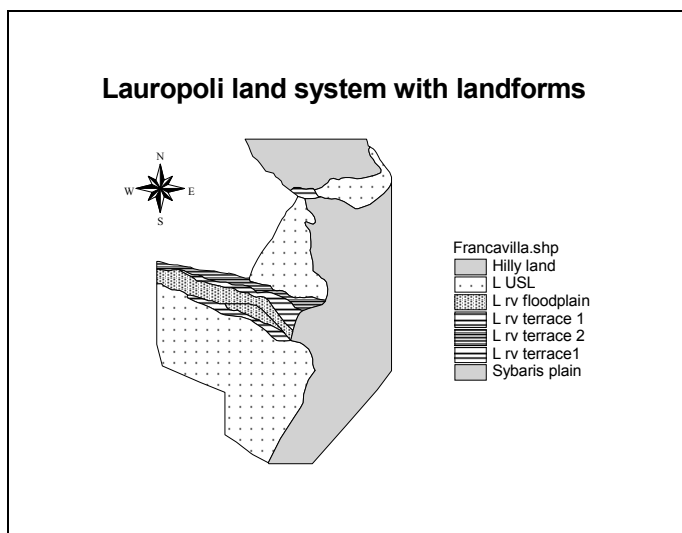 Lauropoli land system with landforms
N
W E
S
Francavilla.shp
Hilly land
L USL
L rv floodplain
L rv terrace 1
L rv terrace 2
L rv terrace1
Sybaris plain